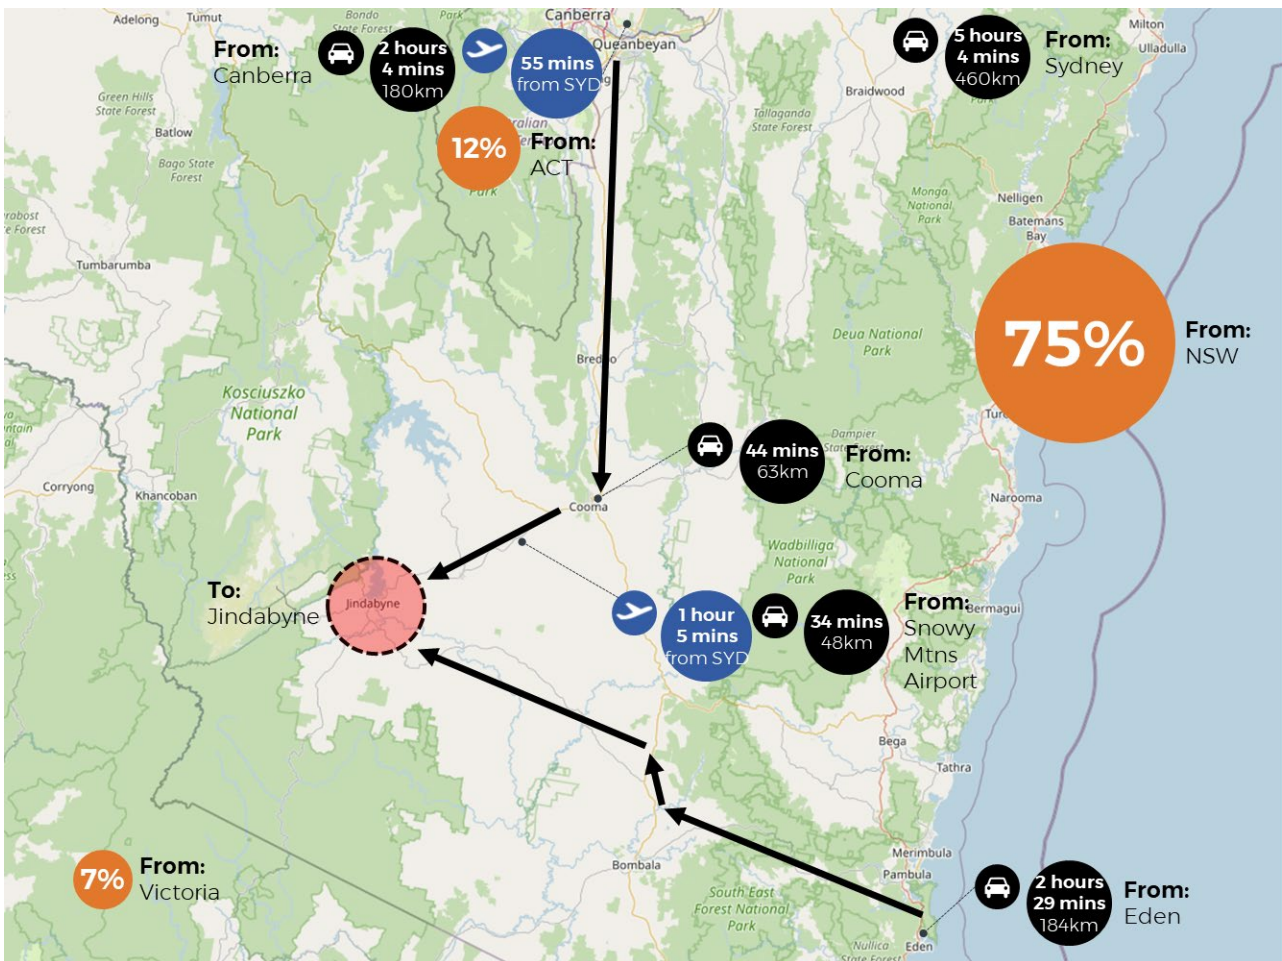 Adelong
Tumut
Bondo
State Forest
Park
Canberra
Queanbeyan
Milton
Ulladulla
From:
Canberra
2 hours
4 mins
180km
55 mins
from SYD
5 hours
4 mins
460km
From:
Sydney
Park
Green Hills
State Forest
Batlow
Bago State
Forest
12%
From:
ACT
Park
Braidwood
Tallaganda
State Forest
Monga
National
Park
Nelligen
Batemans
Bay
Tumbarumba
75%
From:
NSW
Deua National
Park
Kosciuszko
National
Park
44 mins
63km
Dampier
State Forest
From:
Cooma
Corryong
Khancoban
Cooma
Narooma
Wadbilliga
National
Park
To:
Jindabyne
Jindabyne
1 hour
5 mins
from SYD
34 mins
48km
From:
Snowy
Mtns
Airport
Bermagui
Bega
Tathra
7%
From:
Victoria
Bombala
Merimbula
Pambula
South East
Forest National
Park
2 hours
29 mins
184km
From:
Eden
Nullica
State Forest
Eden